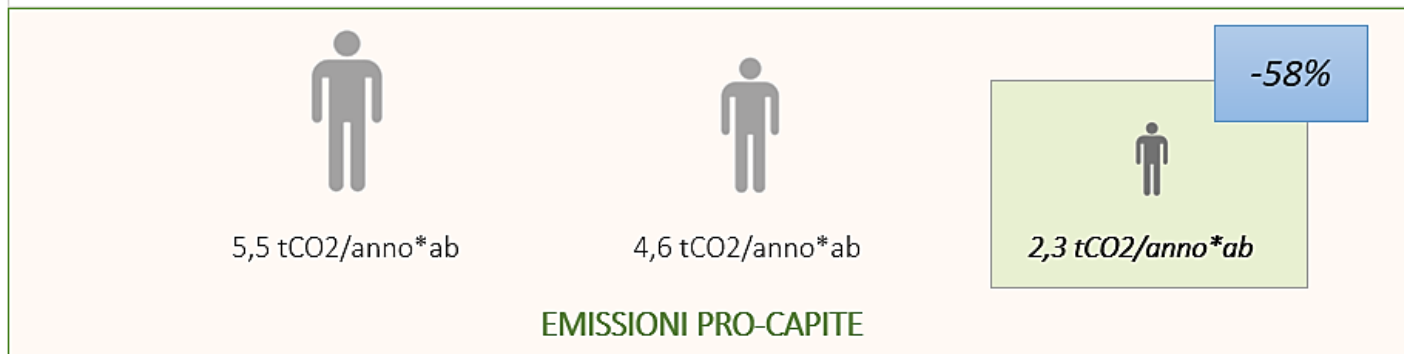 -58%
5,5 tCO2/anno*ab
4,6 tCO2/anno*ab
2,3 tCO2/anno*ab
EMISSIONI PRO-CAPITE